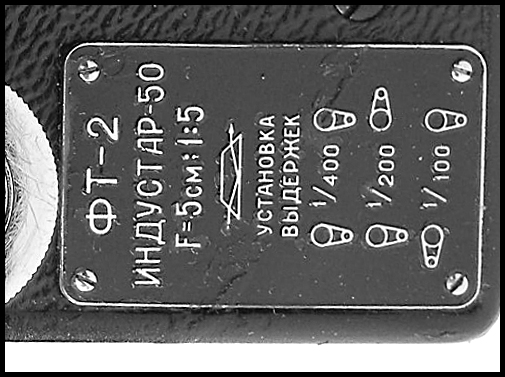 ФТ-2
ИНДУСТАР-50
F=5см; 1:5
УСТАНОВКА
ВЫДЕРЖЕК
1/400
1/200
1/100